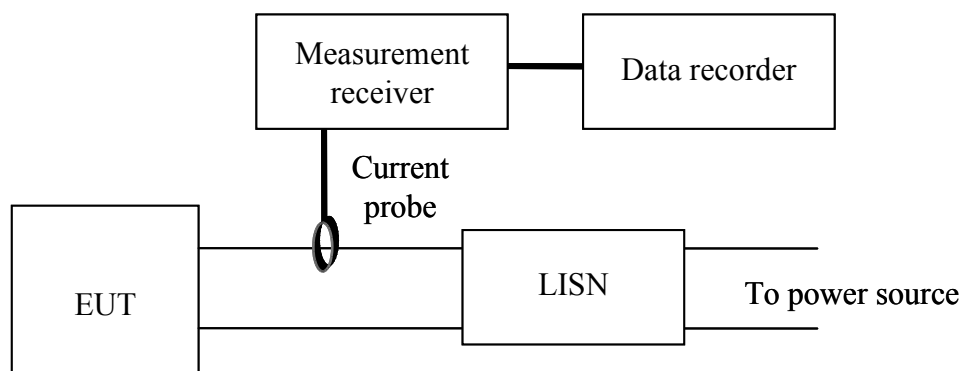 Measurement
receiver
Data recorder
Current
probe
EUT
LISN
To power source